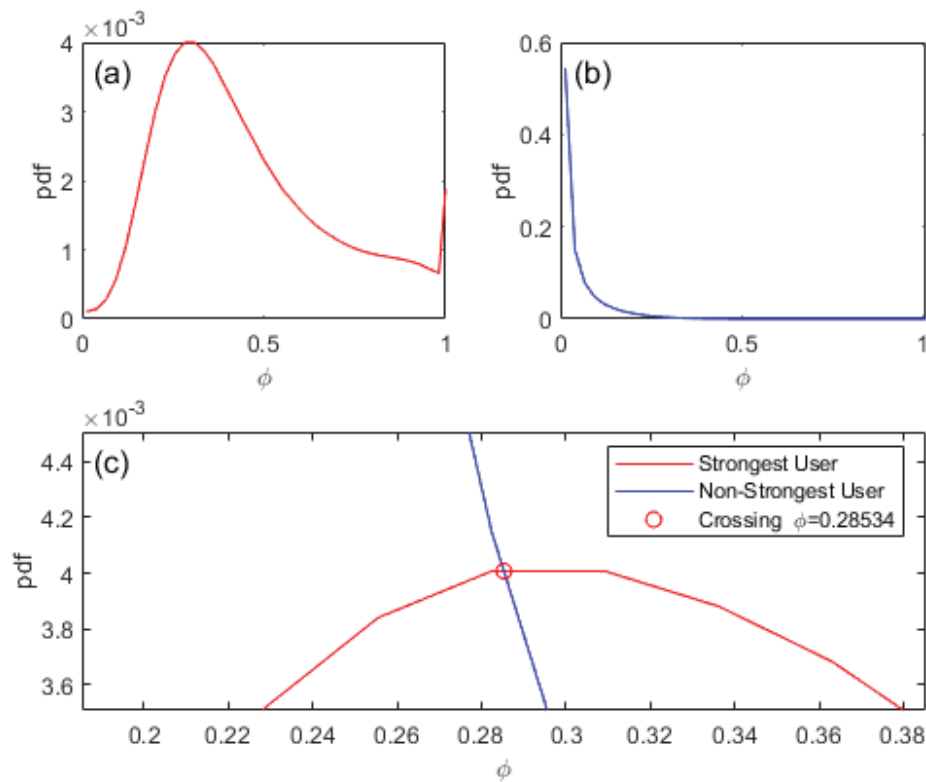 ×10⁻³
(a)
4
3
2
1
0
pdf
0 0.5 1
ϕ
(b)
0.6
0.4
0.2
0
pdf
0 0.5 1
ϕ
×10⁻³
(c)
4.4
4.2
4
3.8
3.6
pdf
Strongest User
Non-Strongest User
Crossing ϕ=0.28534
0.2 0.22 0.24 0.26 0.28 0.3 0.32 0.34 0.36 0.38
ϕ